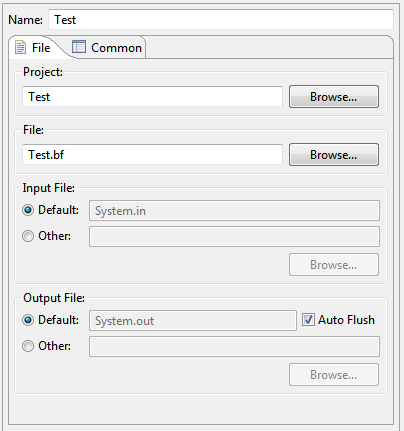 Name: Test
File Common
Project:
Test Browse...
File:
Test.bf Browse...
Input File:
Default: System.in
Other:
Browse...
Output File:
Default: System.out Auto Flush
Other:
Browse...